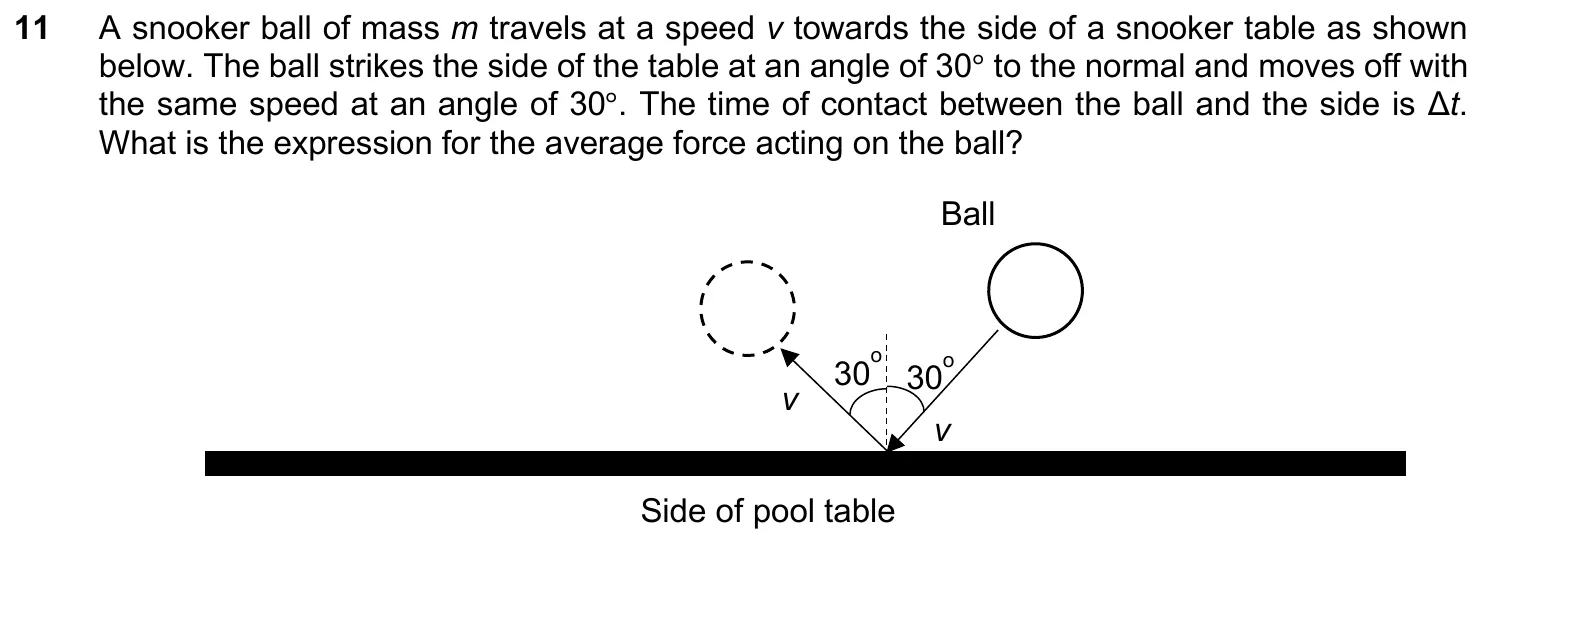 11 A snooker ball of mass m travels at a speed v towards the side of a snooker table as shown
below. The ball strikes the side of the table at an angle of 30° to the normal and moves off with
the same speed at an angle of 30°. The time of contact between the ball and the side is Δt.
What is the expression for the average force acting on the ball?
Ball
30° 30°
v
v
Side of pool table